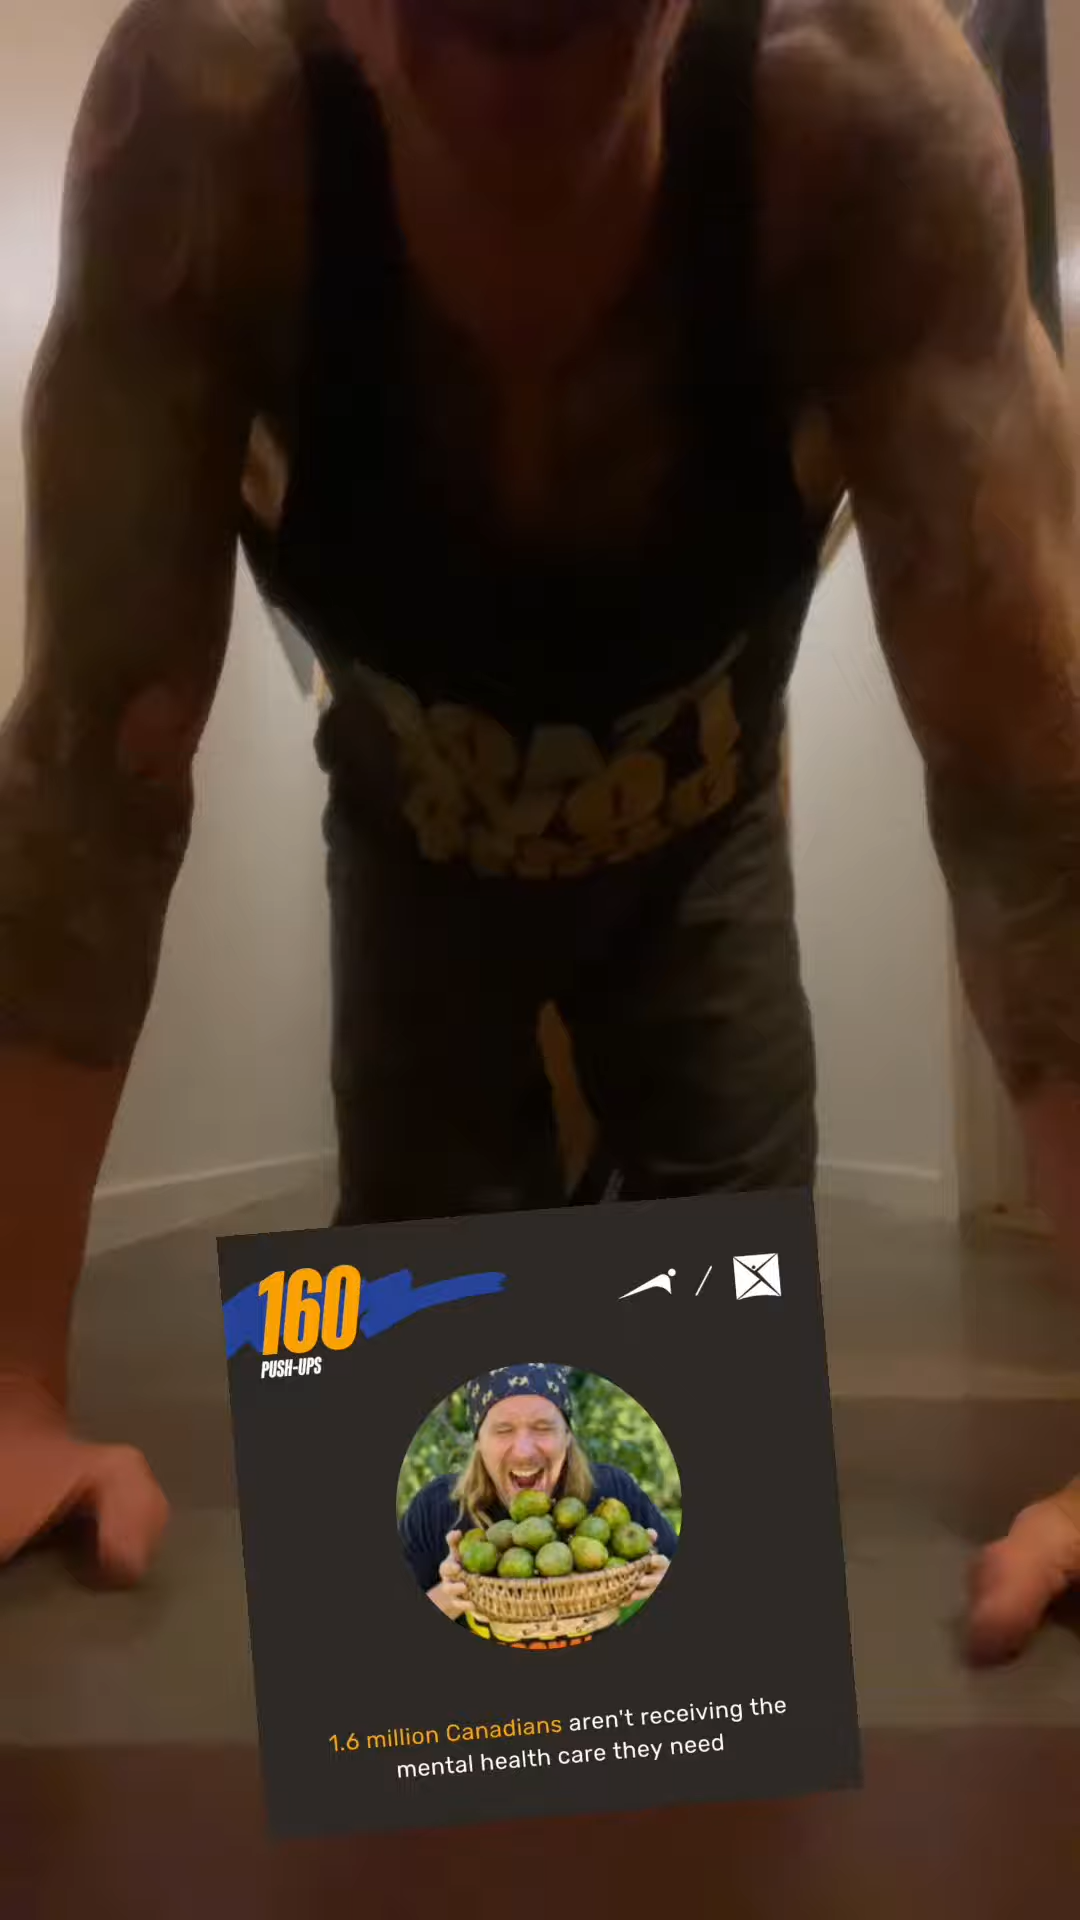 160
PUSH-UPS
1.6 million Canadians aren't receiving the
mental health care they need